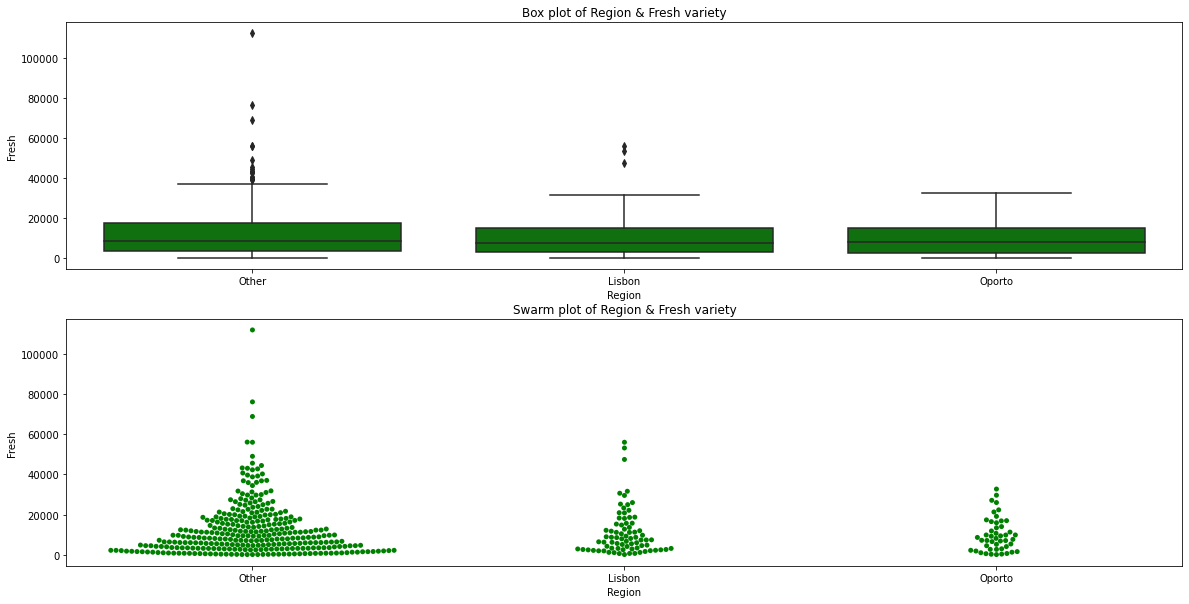 Box plot of Region & Fresh variety
100000
80000
60000
40000
20000
0
Fresh
Other Lisbon Oporto
Region
Swarm plot of Region & Fresh variety
100000
80000
60000
40000
20000
0
Fresh
Other Lisbon Oporto
Region